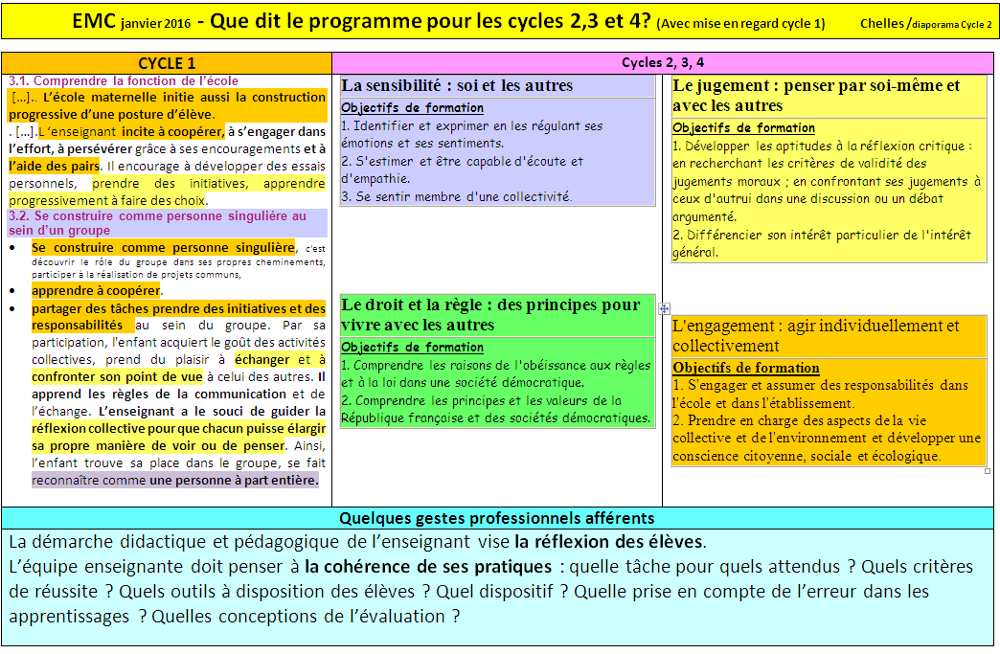 EMC janvier 2016 - Que dit le programme pour les cycles 2,3 et 4? (Avec mise en regard cycle 1) Chelles /diaporama Cycle 2
CYCLE 1
3.1. Comprendre la fonction de l'école
[...].. L'école maternelle initie aussi la construction
progressive d'une posture d'élève.
. [...].L 'enseignant incite à coopérer, à s'engager dans
l'effort, à persévérer grâce à ses encouragements et à
l'aide des pairs. Il encourage à développer des essais
personnels, prendre des initiatives, apprendre
progressivement à faire des choix.
3.2. Se construire comme personne singulière au
sein d'un groupe
• Se construire comme personne singulière, c'est
découvrir le rôle du groupe dans ses propres cheminements,
participer à la réalisation de projets communs,
• apprendre à coopérer.
• partager des tâches prendre des initiatives et des
responsabilités au sein du groupe. Par sa
participation, l'enfant acquiert le goût des activités
collectives, prend du plaisir à échanger et à
confronter son point de vue à celui des autres. Il
apprend les règles de la communication et de
l'échange. L'enseignant a le souci de guider la
réflexion collective pour que chacun puisse élargir
sa propre manière de voir ou de penser. Ainsi,
l'enfant trouve sa place dans le groupe, se fait
reconnaître comme une personne à part entière.
Cycles 2, 3, 4
La sensibilité : soi et les autres
Objectifs de formation
1. Identifier et exprimer en les régulant ses
émotions et ses sentiments.
2. S'estimer et être capable d'écoute et
d'empathie.
3. Se sentir membre d'une collectivité.
Le jugement : penser par soi-même et
avec les autres
Objectifs de formation
1. Développer les aptitudes à la réflexion critique :
en recherchant les critères de validité des
jugements moraux ; en confrontant ses jugements à
ceux d'autrui dans une discussion ou un débat
argumenté.
2. Différencier son intérêt particulier de l'intérêt
général.
Le droit et la règle : des principes pour
vivre avec les autres
Objectifs de formation
1. Comprendre les raisons de l'obéissance aux règles
et à la loi dans une société démocratique.
2. Comprendre les principes et les valeurs de la
République française et des sociétés démocratiques.
L'engagement : agir individuellement et
collectivement
Objectifs de formation
1. S'engager et assumer des responsabilités dans
l'école et dans l'établissement.
2. Prendre en charge des aspects de la vie
collective et de l'environnement et développer une
conscience citoyenne, sociale et écologique.
Quelques gestes professionnels afférents
La démarche didactique et pédagogique de l'enseignant vise la réflexion des élèves.
L'équipe enseignante doit penser à la cohérence de ses pratiques : quelle tâche pour quels attendus ? Quels critères
de réussite ? Quels outils à disposition des élèves ? Quel dispositif ? Quelle prise en compte de l'erreur dans les
apprentissages ? Quelles conceptions de l'évaluation ?